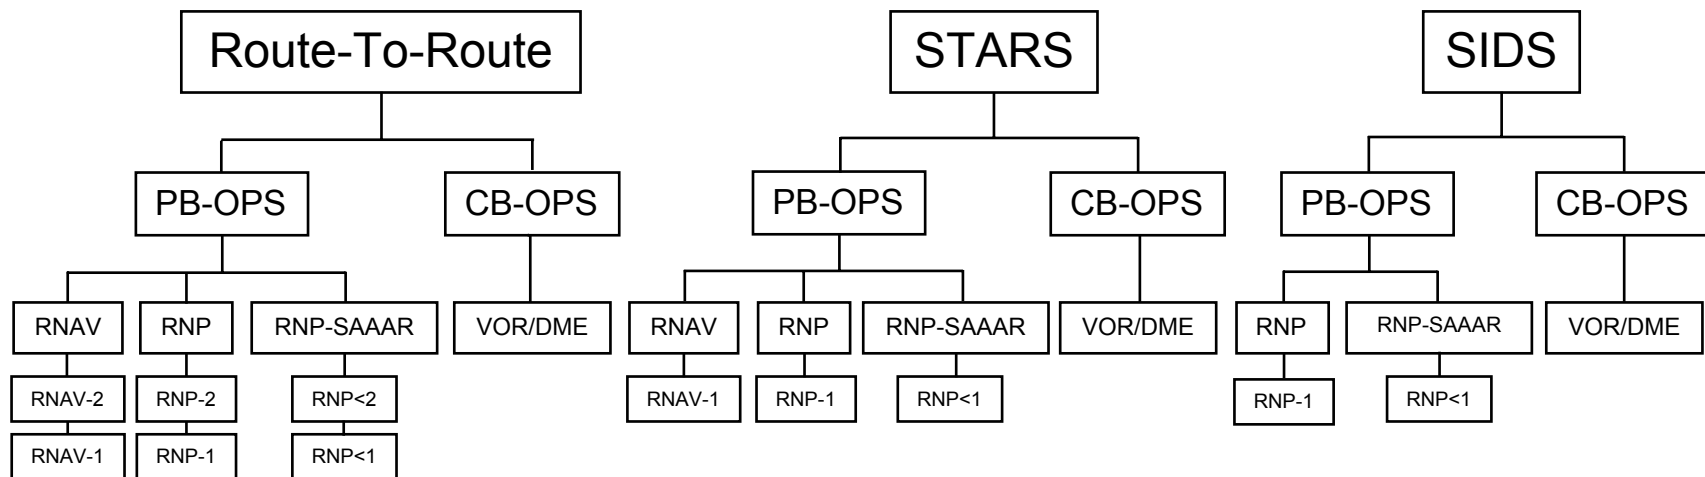 Route-To-Route
STARS
SIDS
PB-OPS
CB-OPS
PB-OPS
CB-OPS
PB-OPS
CB-OPS
RNAV
RNP
RNP-SAAAR
VOR/DME
RNAV
RNP
RNP-SAAAR
VOR/DME
RNP
RNP-SAAAR
VOR/DME
RNAV-2
RNP-2
RNP<2
RNAV-1
RNP-1
RNP<1
RNP-1
RNP<1
RNAV-1
RNP-1
RNP<1